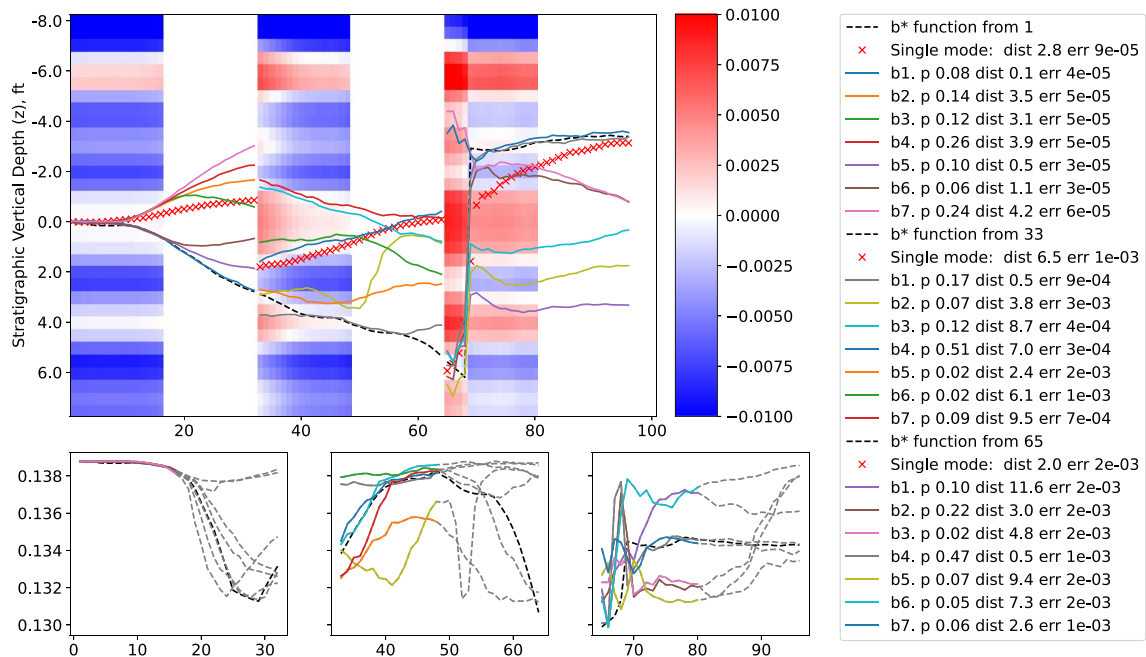 -8.0
-6.0
-4.0
-2.0
0.0
2.0
4.0
6.0
Stratigraphic Vertical Depth (z), ft
20
40
60
80
100
0.0100
0.0075
0.0050
0.0025
0.0000
−0.0025
−0.0050
−0.0075
−0.0100
0.138
0.136
0.134
0.132
0.130
0
10
20
30
40
50
60
70
80
90
b* function from 1
Single mode: dist 2.8 err 9e-05
b1. p 0.08 dist 0.1 err 4e-05
b2. p 0.14 dist 3.5 err 5e-05
b3. p 0.12 dist 3.1 err 5e-05
b4. p 0.26 dist 3.9 err 5e-05
b5. p 0.10 dist 0.5 err 3e-05
b6. p 0.06 dist 1.1 err 3e-05
b7. p 0.24 dist 4.2 err 6e-05
b* function from 33
Single mode: dist 6.5 err 1e-03
b1. p 0.17 dist 0.5 err 9e-04
b2. p 0.07 dist 3.8 err 3e-03
b3. p 0.12 dist 8.7 err 4e-04
b4. p 0.51 dist 7.0 err 3e-04
b5. p 0.02 dist 2.4 err 2e-03
b6. p 0.02 dist 6.1 err 1e-03
b7. p 0.09 dist 9.5 err 7e-04
b* function from 65
Single mode: dist 2.0 err 2e-03
b1. p 0.10 dist 11.6 err 2e-03
b2. p 0.22 dist 3.0 err 2e-03
b3. p 0.02 dist 4.8 err 2e-03
b4. p 0.47 dist 0.5 err 1e-03
b5. p 0.07 dist 9.4 err 2e-03
b6. p 0.05 dist 7.3 err 2e-03
b7. p 0.06 dist 2.6 err 1e-03